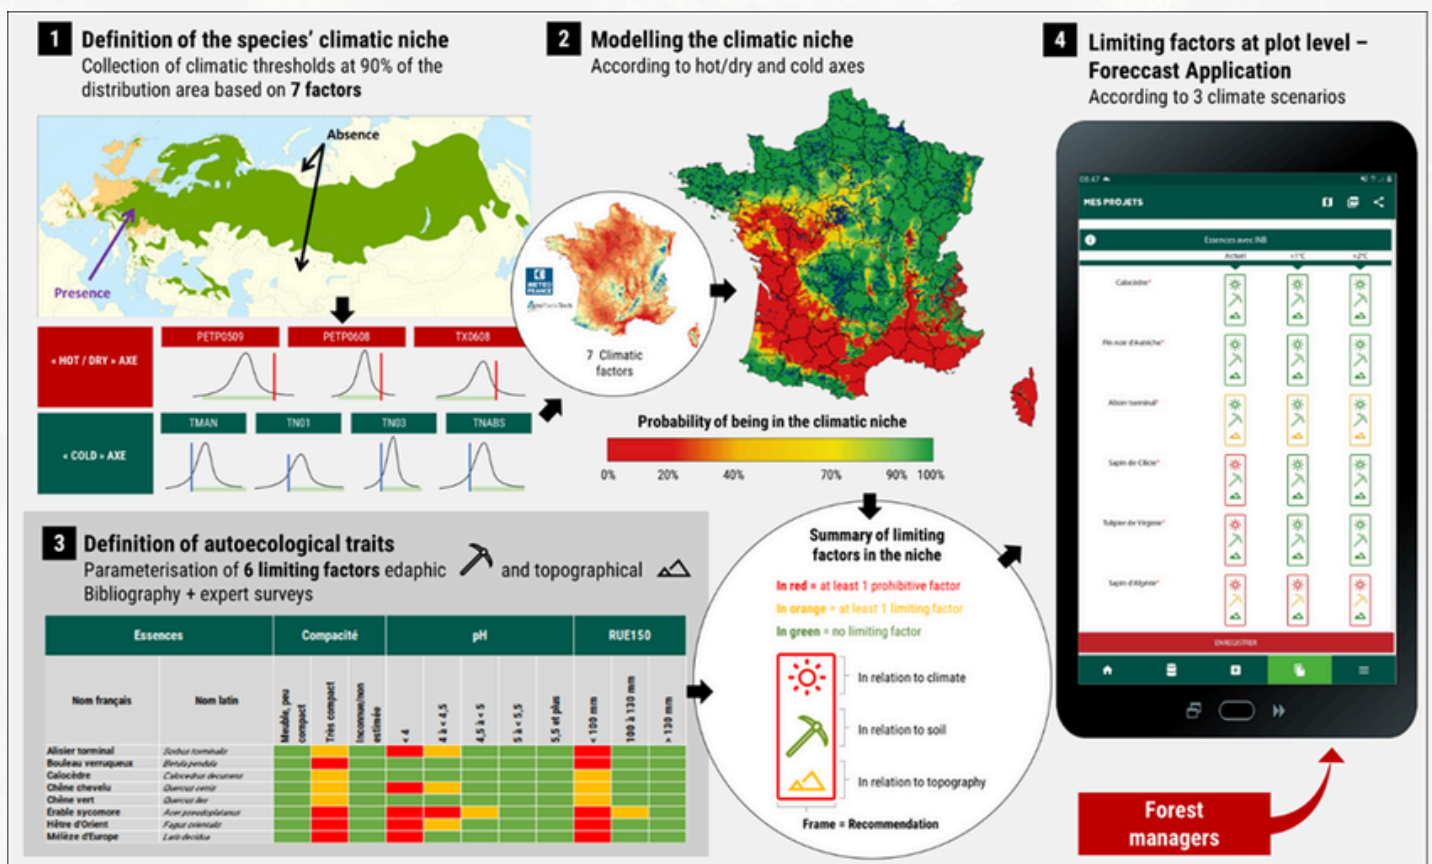 1 Definition of the species' climatic niche
Collection of climatic thresholds at 90% of the
distribution area based on 7 factors
Absence
Presence
« HOT / DRY » AXE
PETP0509
PETP0608
TX0608
« COLD » AXE
TMAN
TN01
TN03
TNABS
2 Modelling the climatic niche
According to hot/dry and cold axes
METEO
FRANCE
7 Climatic
factors
Probability of being in the climatic niche
0% 20% 40% 70% 90% 100%
3 Definition of autoecological traits
Parameterisation of 6 limiting factors edaphic and topographical
Bibliography + expert surveys
Essences Compacité pH RUE150
Nom français
Nom latin
Meuble, peu
compact
Très compact
Inconnue/non
estimée
< 4
4 à < 4,5
4,5 à < 5
5 à < 5,5
5,5 et plus
< 100 mm
100 à 130 mm
> 130 mm
Alisier torminal Sorbus torminalis
Bouleau verruqueux Betula pendula
Calocèdre Calocedrus decurrens
Chêne chevelu Quercus cerris
Chêne vert Quercus ilex
Erable sycomore Acer pseudoplatanus
Hêtre d'Orient Fagus orientalis
Mélèze d'Europe Larix decidua
Summary of limiting
factors in the niche
In red = at least 1 prohibitive factor
In orange = at least 1 limiting factor
In green = no limiting factor
In relation to climate
In relation to soil
In relation to topography
Frame = Recommendation
4 Limiting factors at plot level –
Foreccast Application
According to 3 climate scenarios
08:47
MES PROJETS
Essences avec INB
Actuel +1°C +2°C
Calocèdre*
Pin noir d'Autriche*
Alisier torminal*
Sapin de Cilicie*
Tulipier de Virginie*
Sapin d'Algérie*
ENREGISTRER
Forest
managers